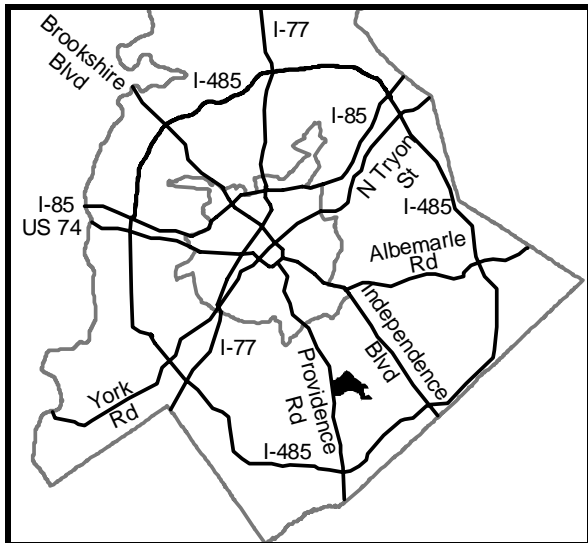 I-77
Brookshire
Blvd
I-485
I-85
N Tryon
St
I-85
US 74
I-485
Albemarle
Rd
Independence
Blvd
I-77
Providence
Rd
York
Rd
I-485